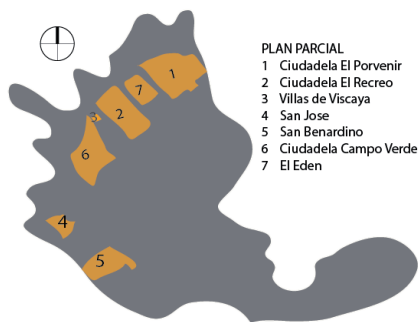 PLAN PARCIAL
1 Ciudadela El Porvenir
2 Ciudadela El Recreo
3 Villas de Viscaya
4 San Jose
5 San Benardino
6 Ciudadela Campo Verde
7 El Eden
1
7
2
3
6
4
5